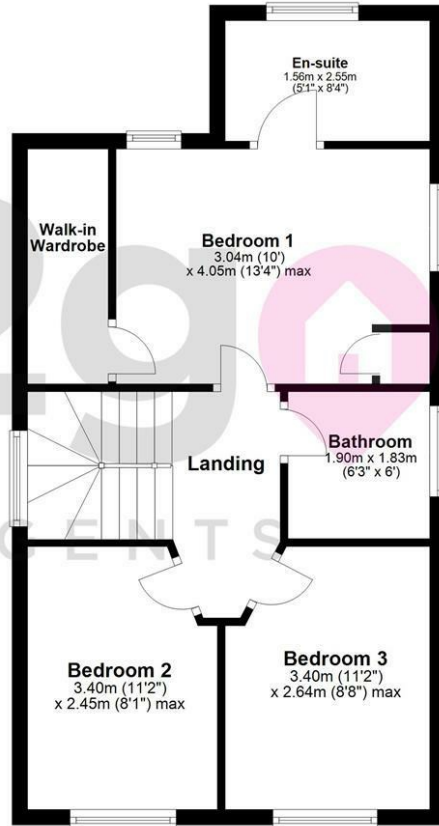 En-suite
1.56m x 2.55m
(5'1" x 8'4")
Walk-in
Wardrobe
Bedroom 1
3.04m (10')
x 4.05m (13'4") max
2go
Landing
Bathroom
1.90m x 1.83m
(6'3" x 6')
GENTS
Bedroom 2
3.40m (11'2")
x 2.45m (8'1") max
Bedroom 3
3.40m (11'2")
x 2.64m (8'8") max